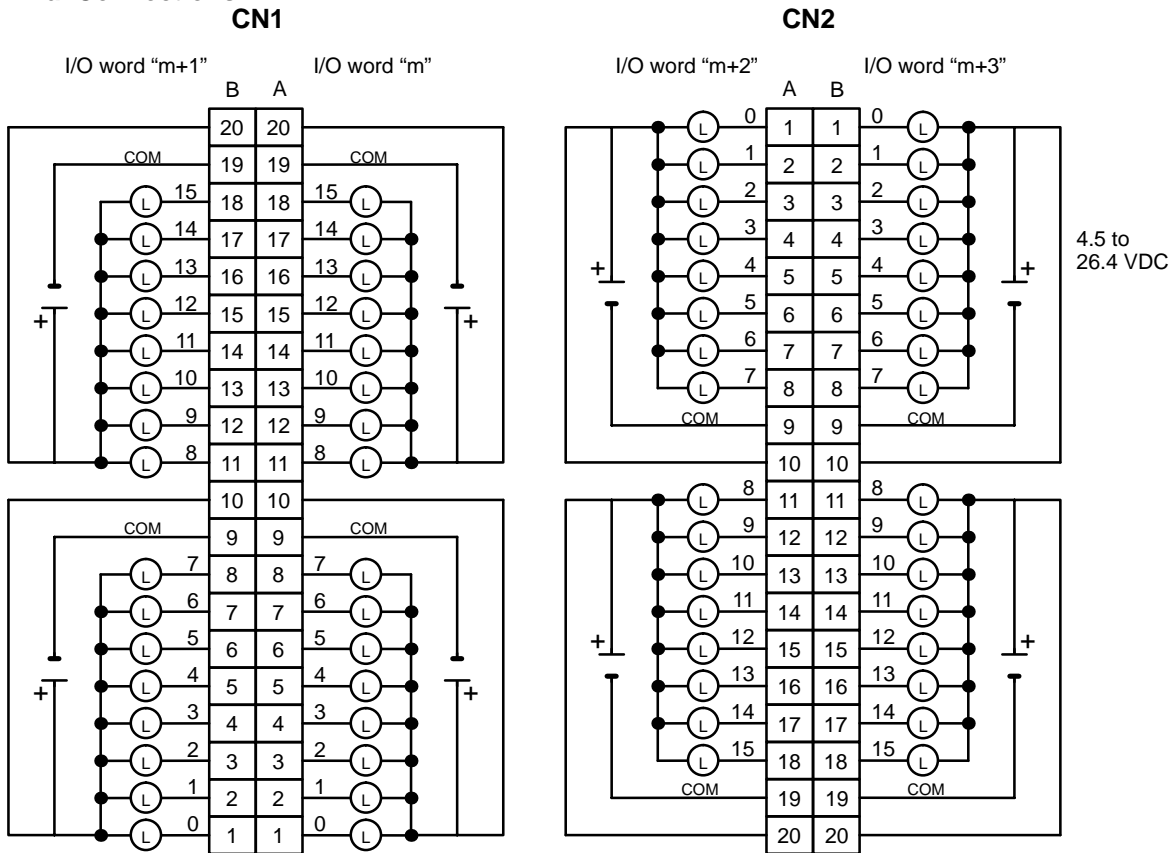 CN1
I/O word “m+1”
I/O word “m”
B A
20 20
COM 19 19 COM
L 15 18 18 15 L
L 14 17 17 14 L
L 13 16 16 13 L
+ L 12 15 15 12 L +
L 11 14 14 11 L
L 10 13 13 10 L
L 9 12 12 9 L
L 8 11 11 8 L
10 10
COM 9 9 COM
L 7 8 8 7 L
L 6 7 7 6 L
L 5 6 6 5 L
+ L 4 5 5 4 L +
L 3 4 4 3 L
L 2 3 3 2 L
L 1 2 2 1 L
L 0 1 1 0 L
CN2
I/O word “m+2”
I/O word “m+3”
A B
L 0 1 1 0 L
L 1 2 2 1 L
L 2 3 3 2 L
L 3 4 4 3 L
+ L 4 5 5 4 L +
L 5 6 6 5 L
L 6 7 7 6 L
L 7 8 8 7 L
COM 9 9 COM
10 10
L 8 11 11 8 L
L 9 12 12 9 L
L 10 13 13 10 L
L 11 14 14 11 L
+ L 12 15 15 12 L +
L 13 16 16 13 L
L 14 17 17 14 L
L 15 18 18 15 L
COM 19 19 COM
20 20
4.5 to
26.4 VDC